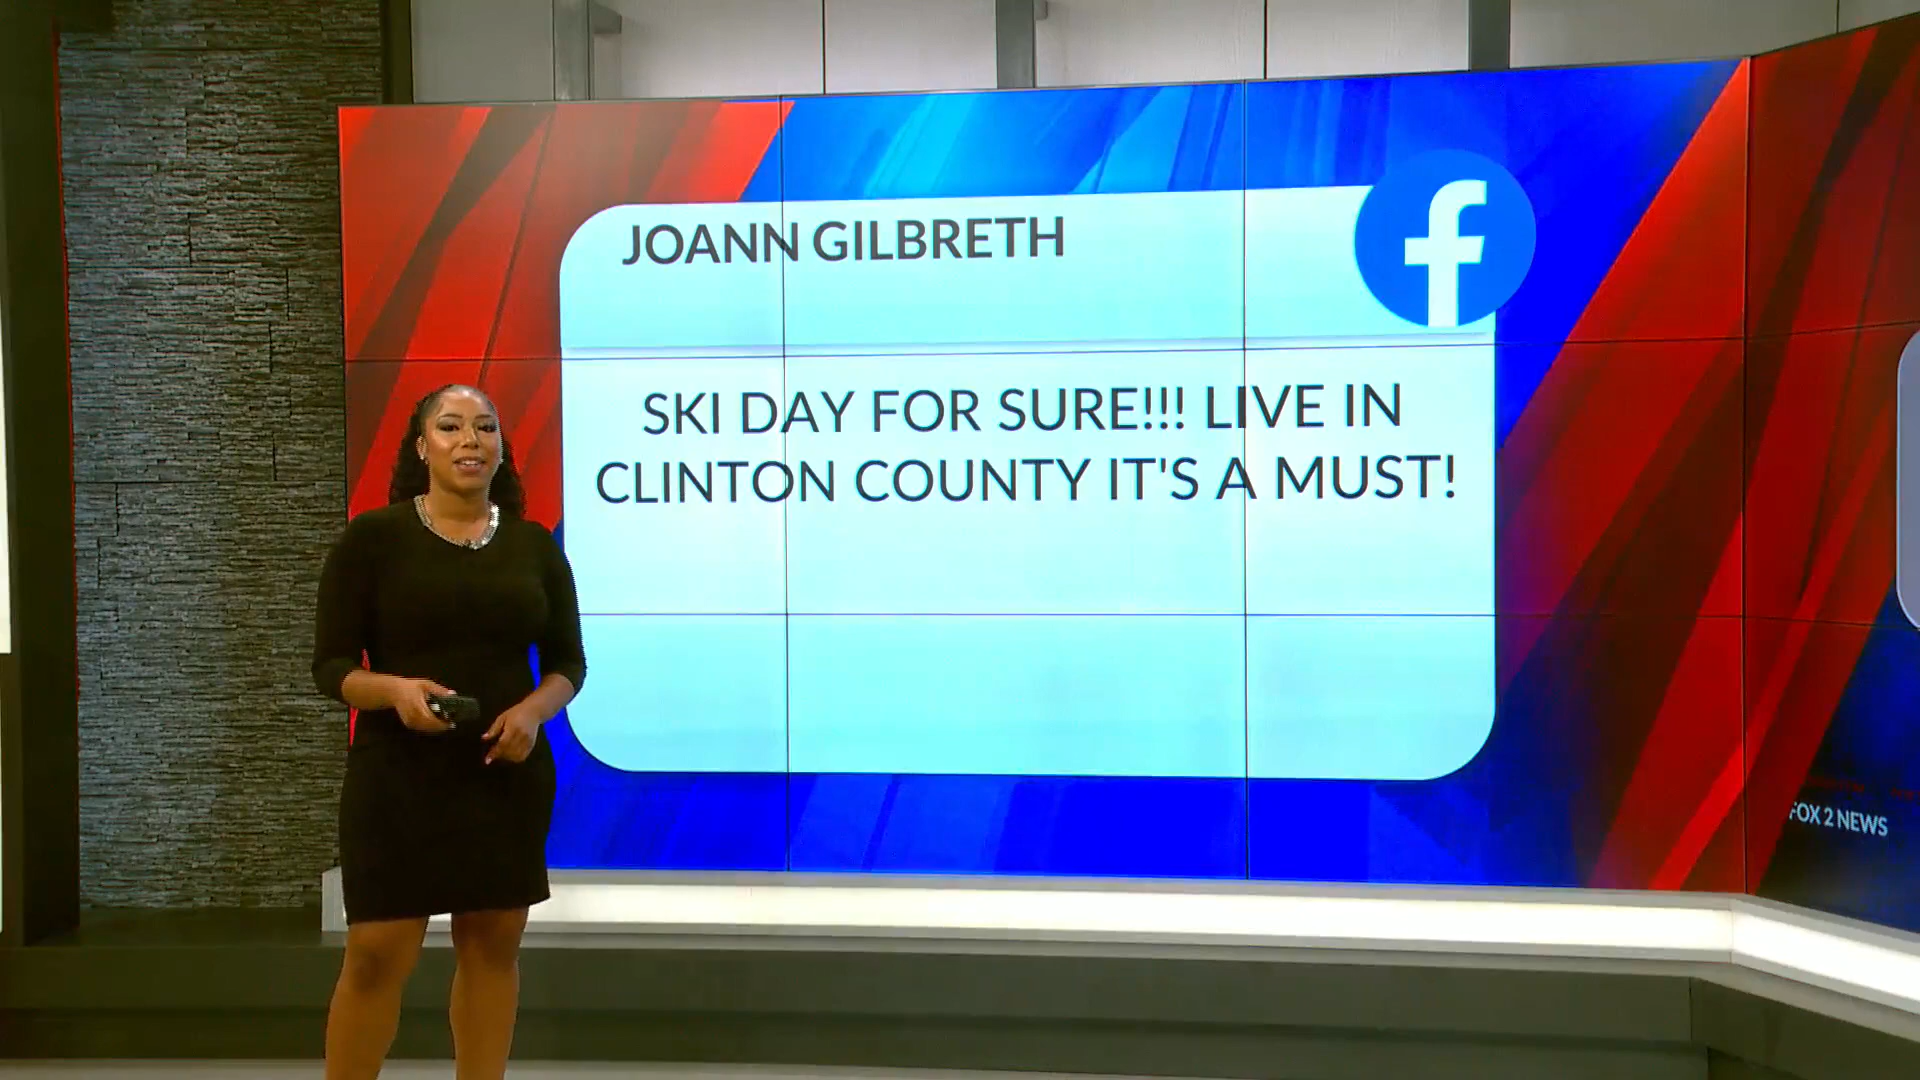 JOANN GILBRETH
SKI DAY FOR SURE!!! LIVE IN
CLINTON COUNTY IT'S A MUST!
FOX 2 NEWS